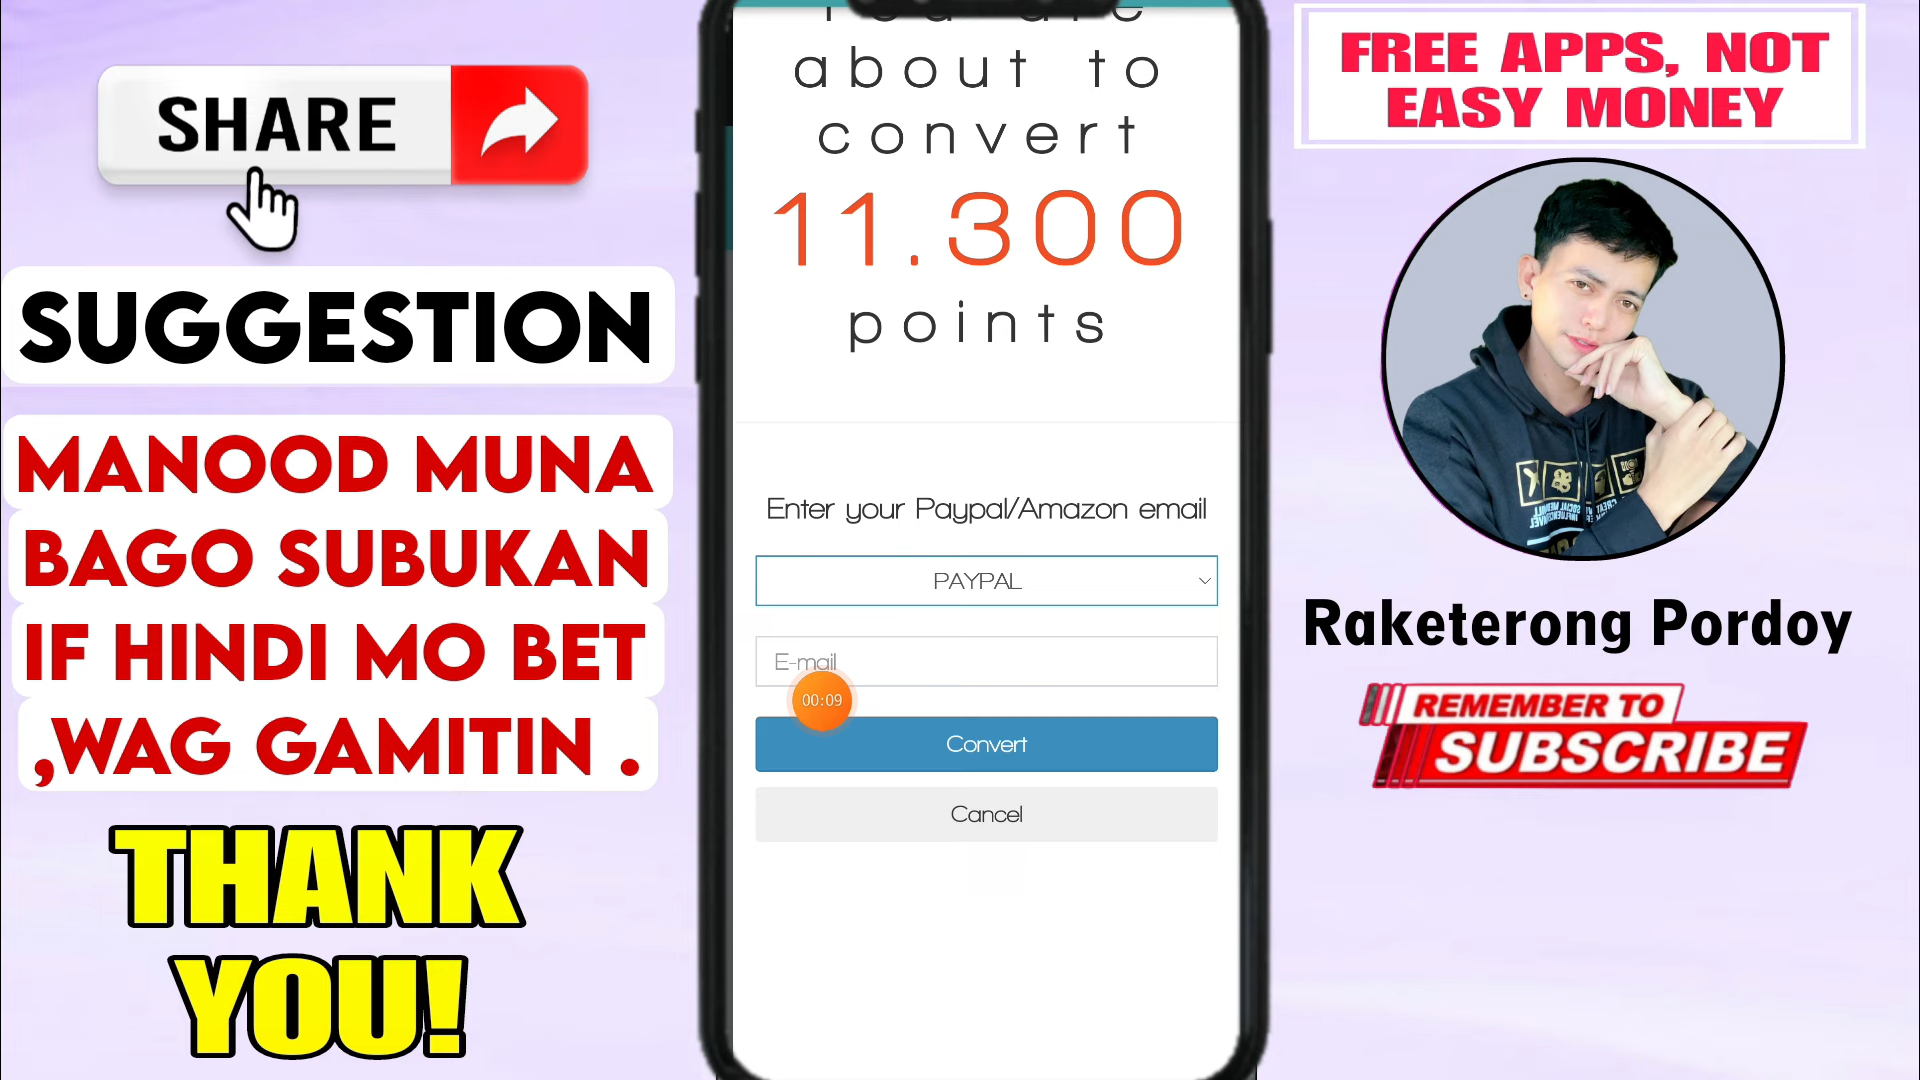 SHARE
SUGGESTION
MANOOD MUNA
BAGO SUBUKAN
IF HINDI MO BET
,WAG GAMITIN .
THANK
YOU!
You are
about to
convert
11.300
points
Enter your Paypal/Amazon email
PAYPAL
E-mail
00:09
Convert
Cancel
FREE APPS, NOT
EASY MONEY
Raketerong Pordoy
REMEMBER TO
SUBSCRIBE